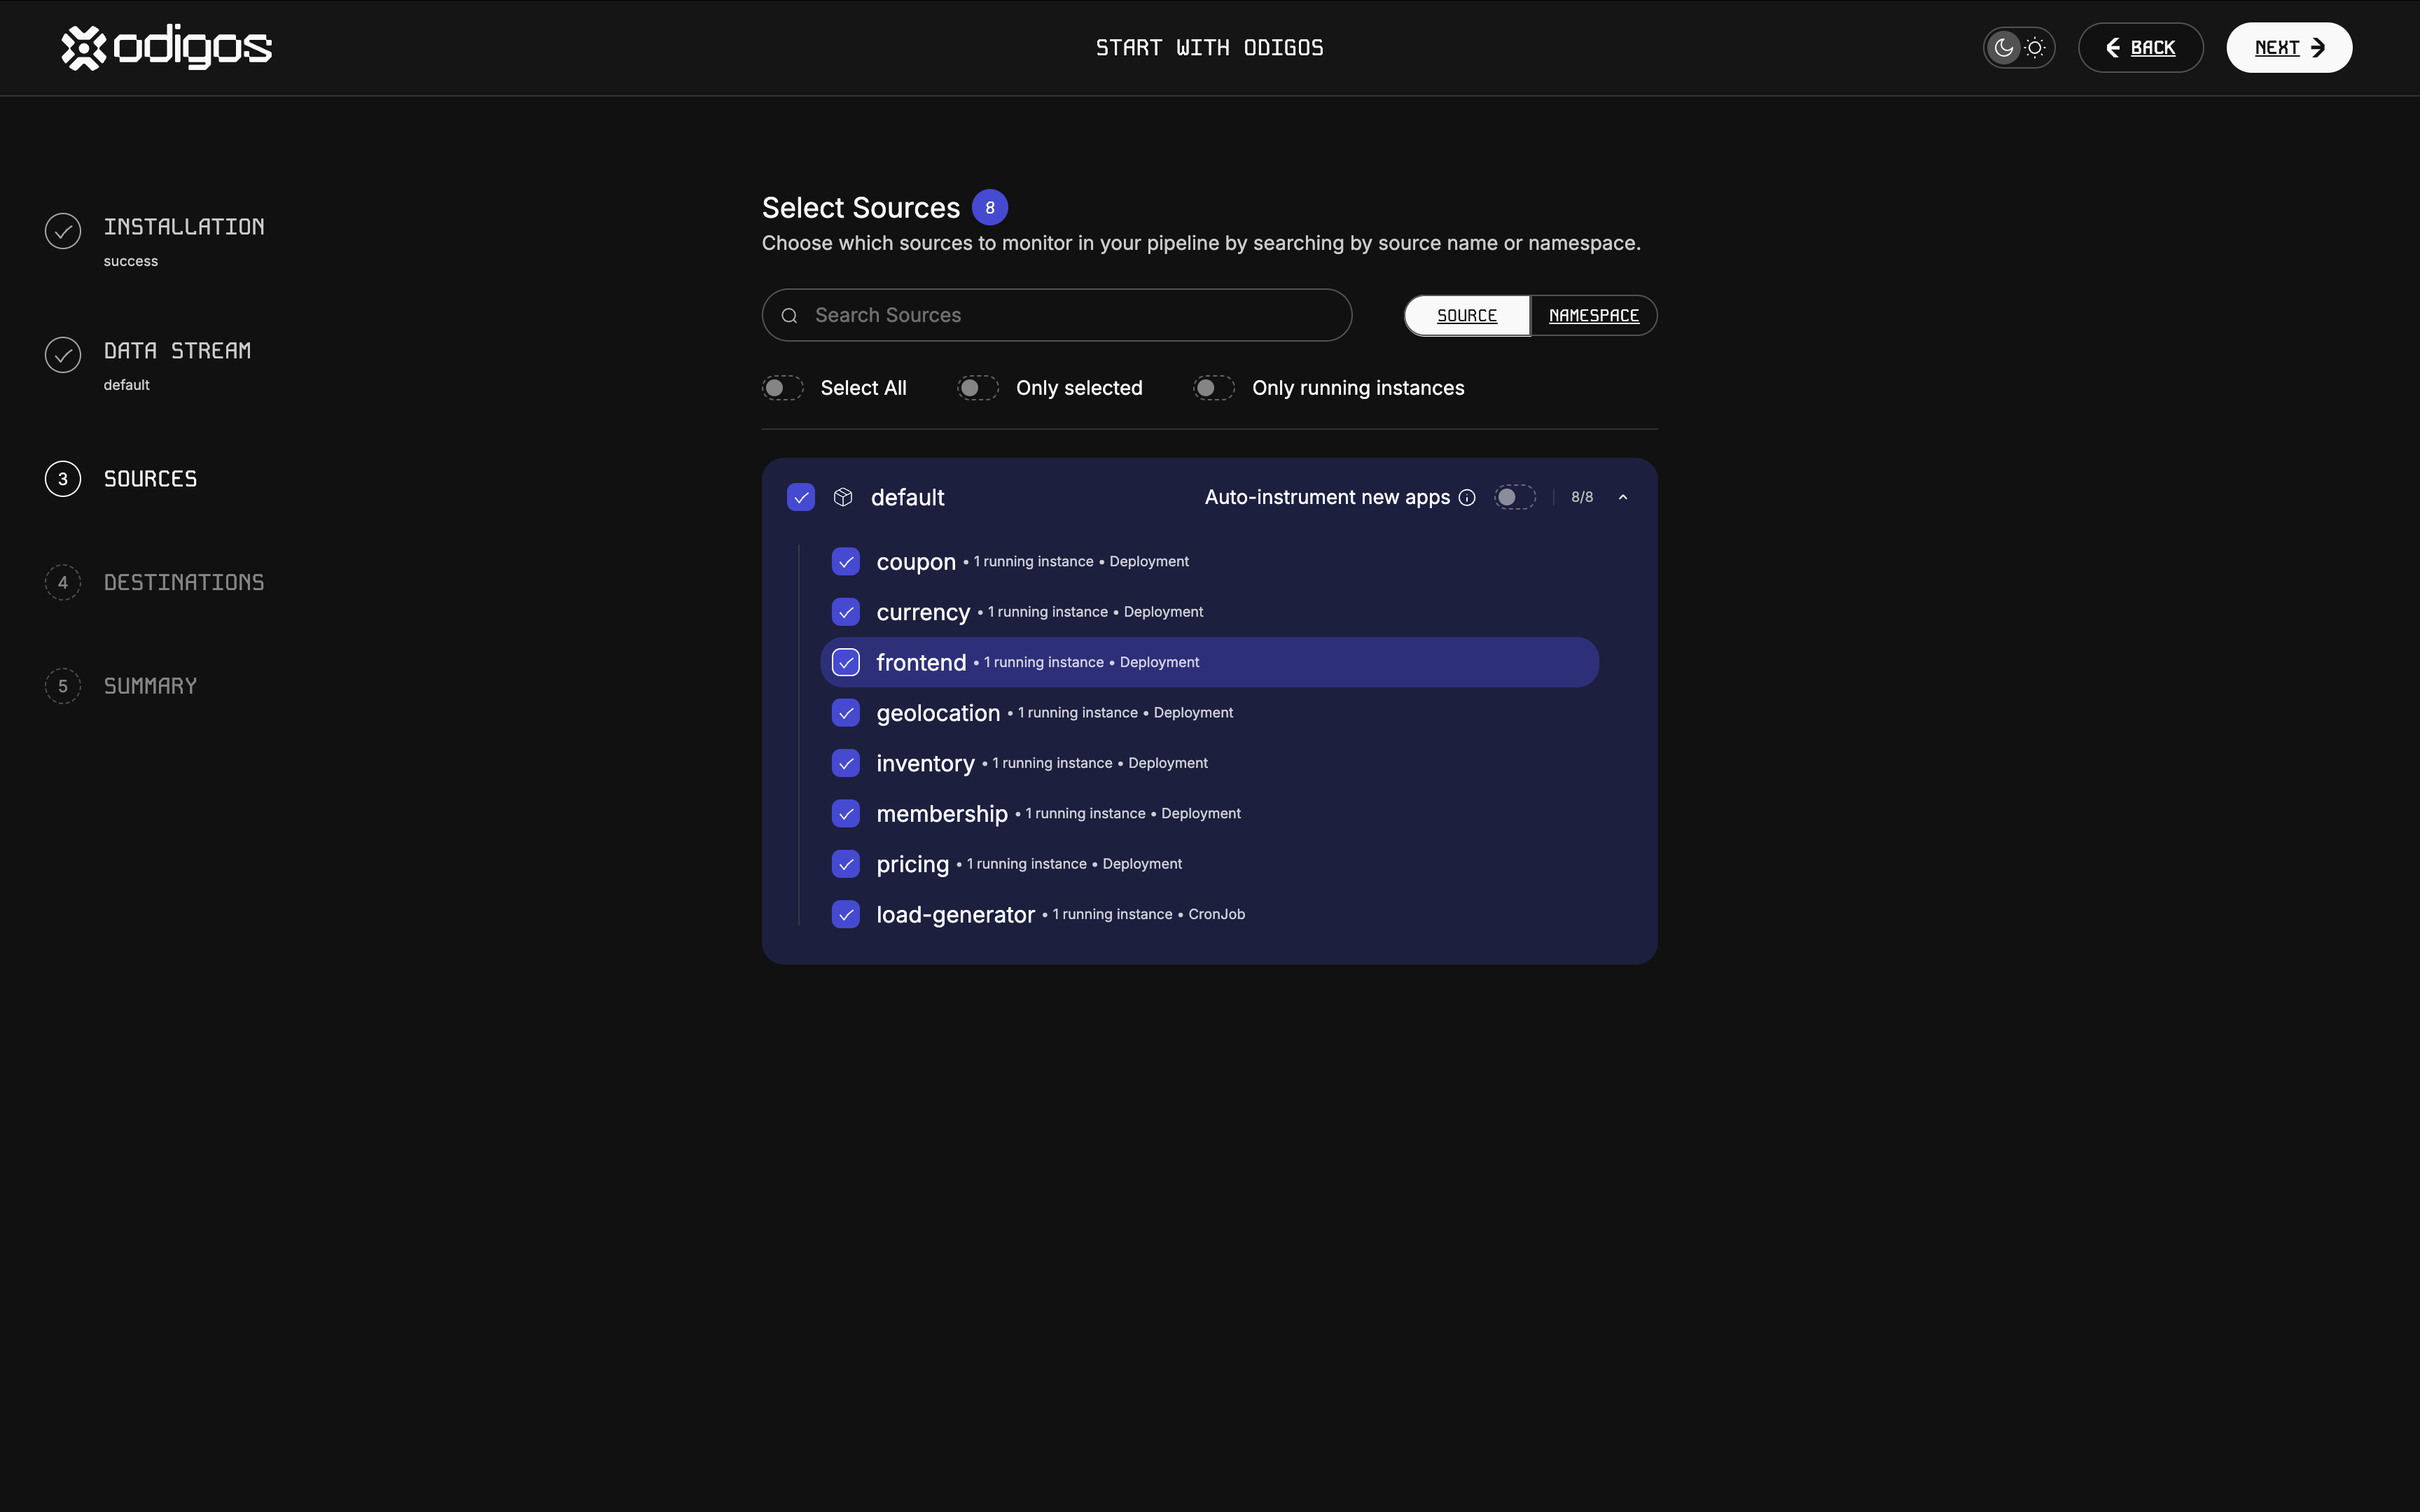 odigos
START WITH ODIGOS
BACK
NEXT
INSTALLATION
success
DATA STREAM
default
3 SOURCES
4 DESTINATIONS
5 SUMMARY
Select Sources 8
Choose which sources to monitor in your pipeline by searching by source name or namespace.
Search Sources
SOURCE NAMESPACE
Select All Only selected Only running instances
default Auto-instrument new apps 8/8
coupon • 1 running instance • Deployment
currency • 1 running instance • Deployment
frontend • 1 running instance • Deployment
geolocation • 1 running instance • Deployment
inventory • 1 running instance • Deployment
membership • 1 running instance • Deployment
pricing • 1 running instance • Deployment
load-generator • 1 running instance • CronJob